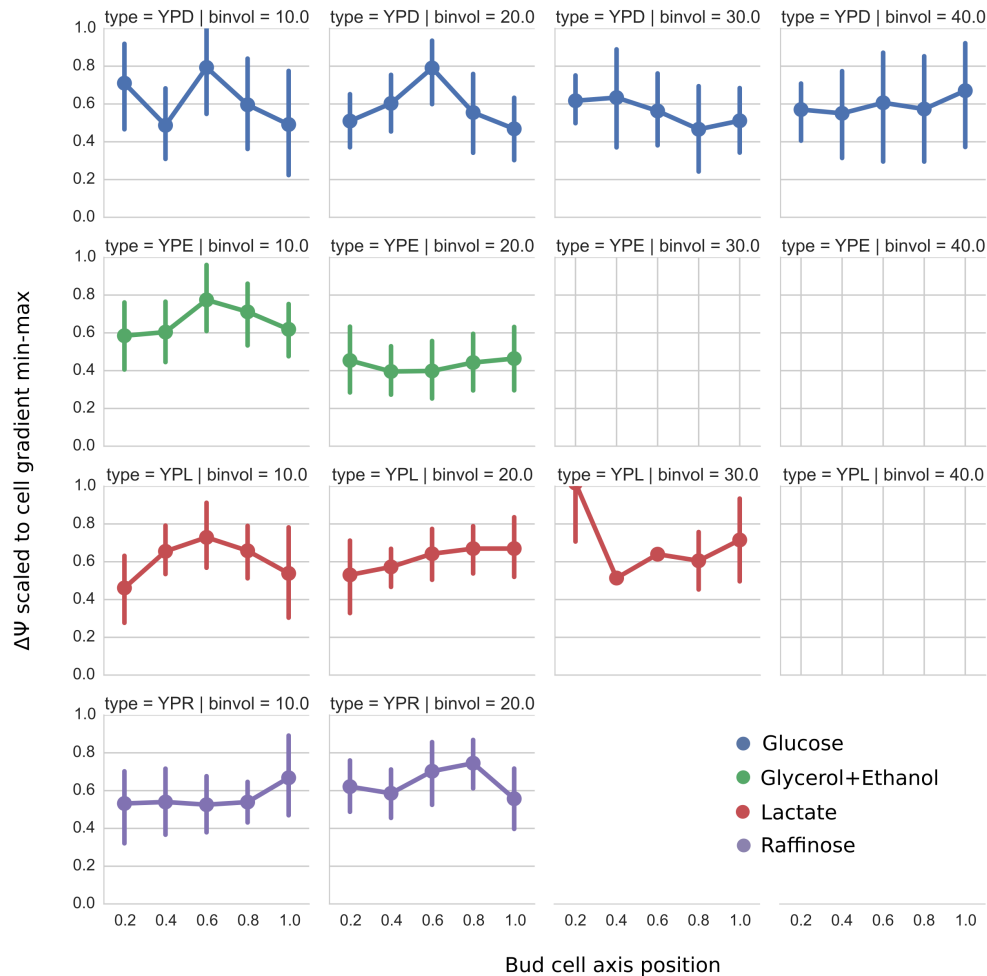 type = YPD | binvol = 10.0 type = YPD | binvol = 20.0 type = YPD | binvol = 30.0 type = YPD | binvol = 40.0
1.0
0.8
0.6
0.4
0.2
0.0
type = YPE | binvol = 10.0 type = YPE | binvol = 20.0 type = YPE | binvol = 30.0 type = YPE | binvol = 40.0
1.0
0.8
0.6
0.4
0.2
0.0
ΔΨ scaled to cell gradient min-max
type = YPL | binvol = 10.0 type = YPL | binvol = 20.0 type = YPL | binvol = 30.0 type = YPL | binvol = 40.0
1.0
0.8
0.6
0.4
0.2
0.0
type = YPR | binvol = 10.0 type = YPR | binvol = 20.0
1.0
0.8
0.6
0.4
0.2
0.0
Glucose
Glycerol+Ethanol
Lactate
Raffinose
0.2 0.4 0.6 0.8 1.0 0.2 0.4 0.6 0.8 1.0 0.2 0.4 0.6 0.8 1.0 0.2 0.4 0.6 0.8 1.0
Bud cell axis position